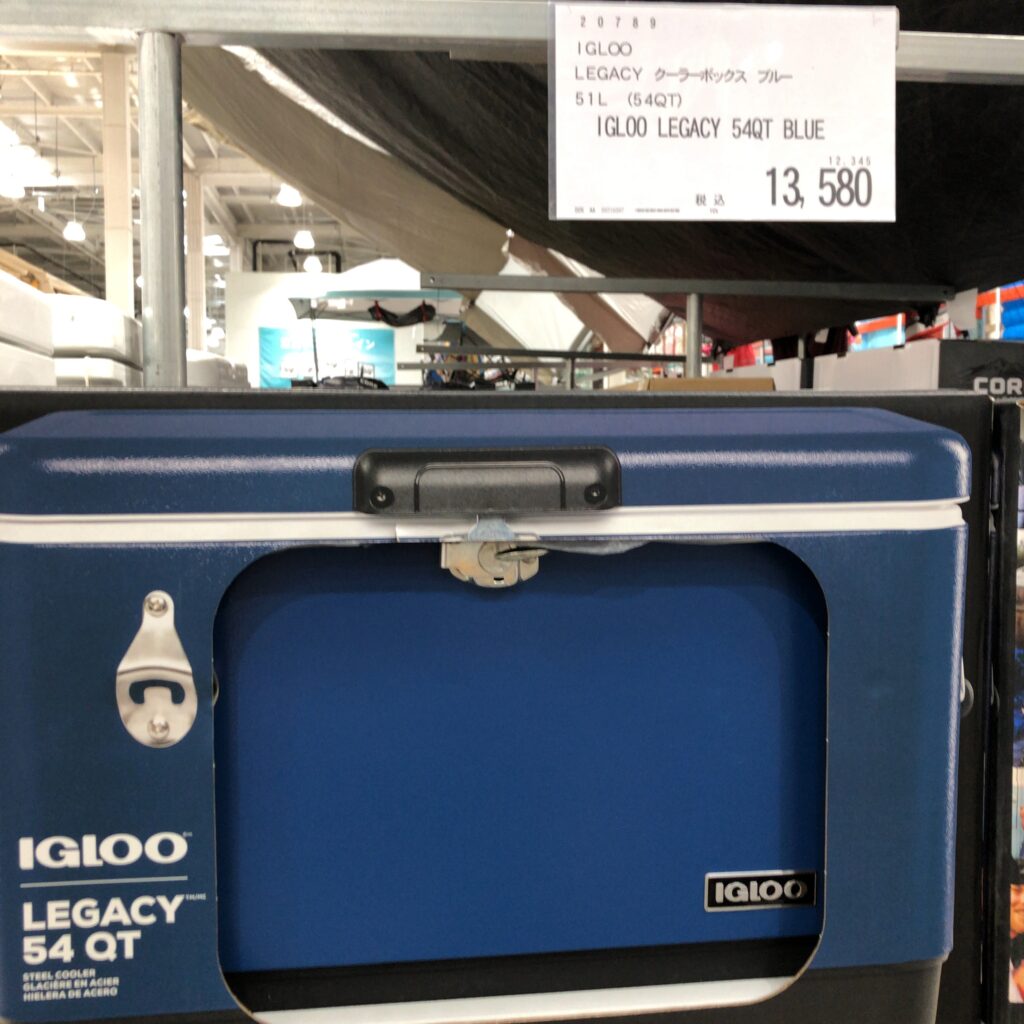 20789
IGLOO
LEGACY クーラーボックス ブルー
51L (54QT)
IGLOO LEGACY 54QT BLUE
12,345
税込 13,580
COR
IGLOO
LEGACY
54 QT
STEEL COOLER
GLACIÈRE EN ACIER
HIELERA DE ACERO
IGLOO